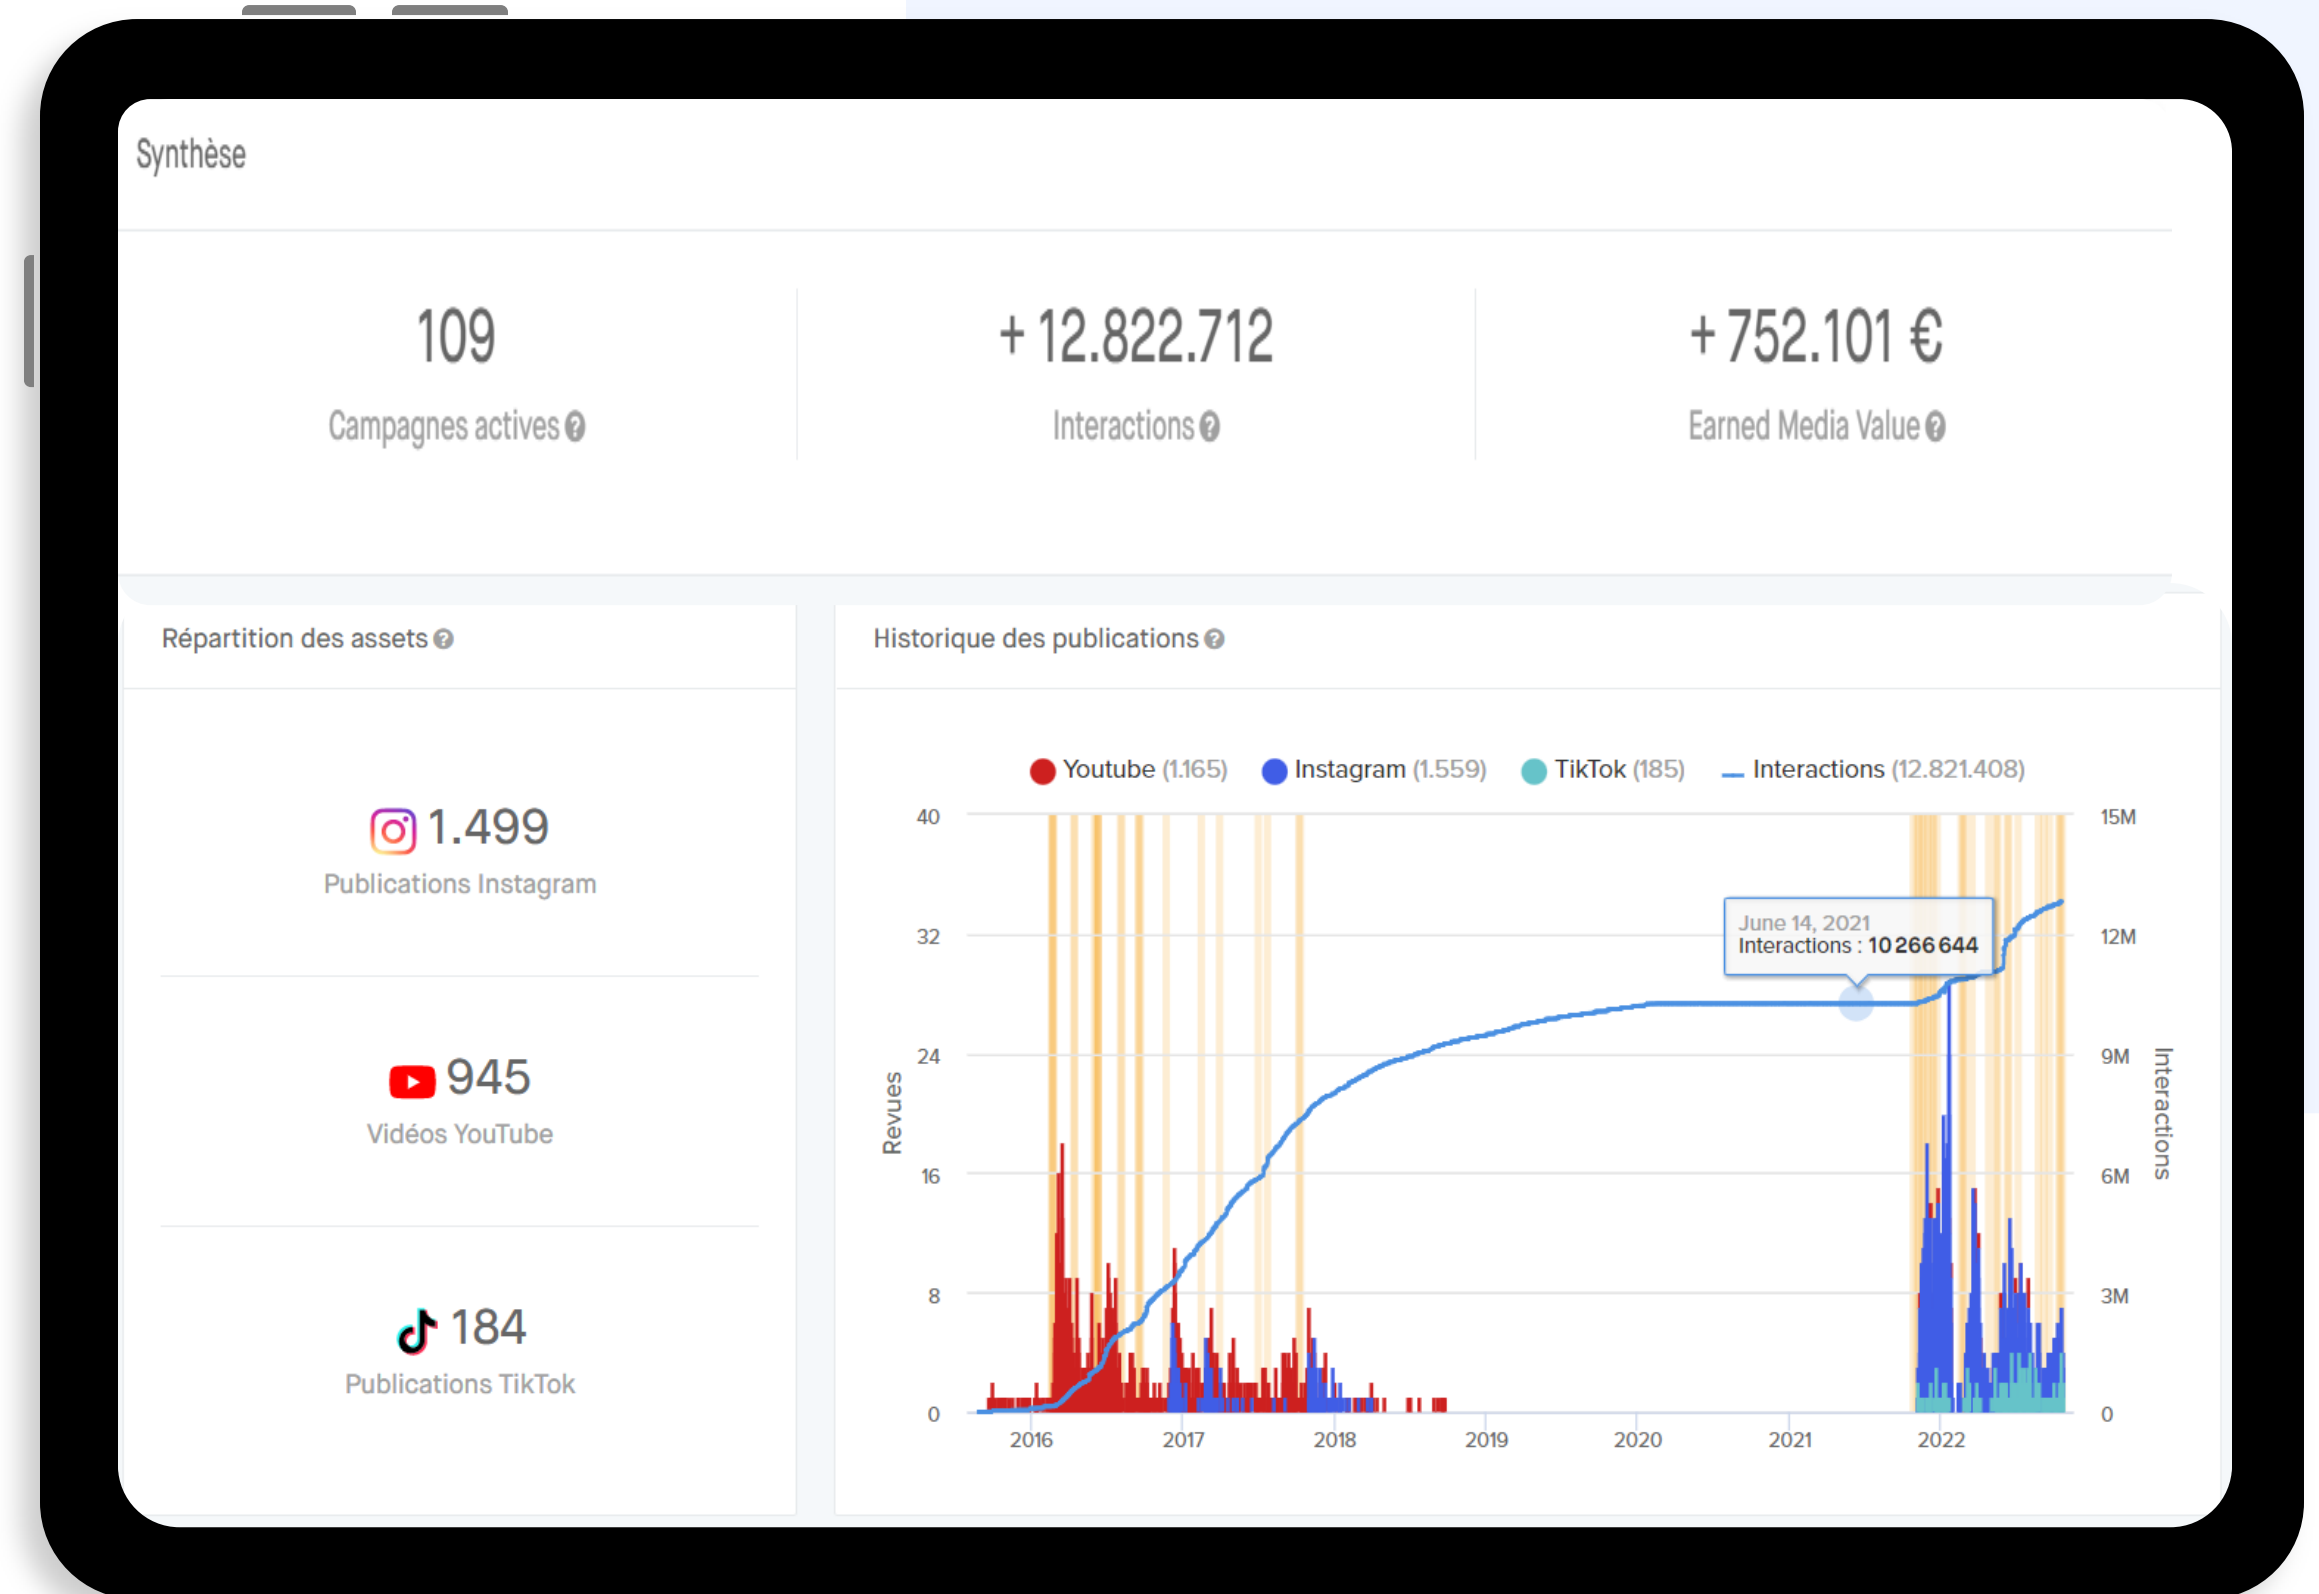 Synthèse
109
Campagnes actives ?
+ 12.822.712
Interactions ?
+ 752.101 €
Earned Media Value ?
Répartition des assets ?
1.499
Publications Instagram
945
Vidéos YouTube
184
Publications TikTok
Historique des publications ?
Youtube (1.165) Instagram (1.559) TikTok (185) Interactions (12.821.408)
40
32
24
16
8
0
Revues
15M
12M
9M
6M
3M
0
Interactions
June 14, 2021
Interactions : 10 266 644
2016 2017 2018 2019 2020 2021 2022